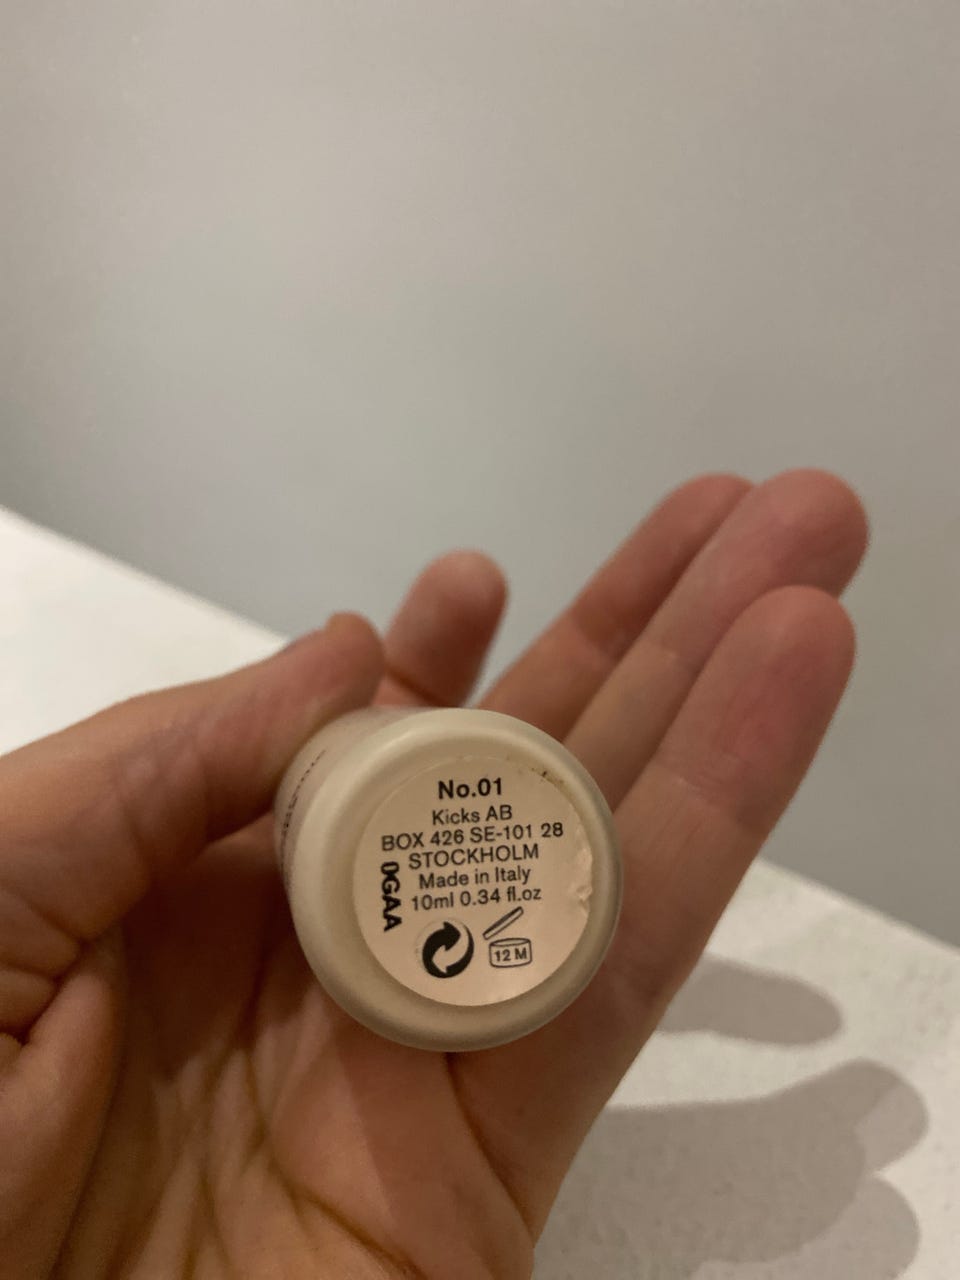 No.01
Kicks AB
BOX 426 SE-101 28
STOCKHOLM
Made in Italy
10ml 0.34 fl.oz
0GAA
12 M